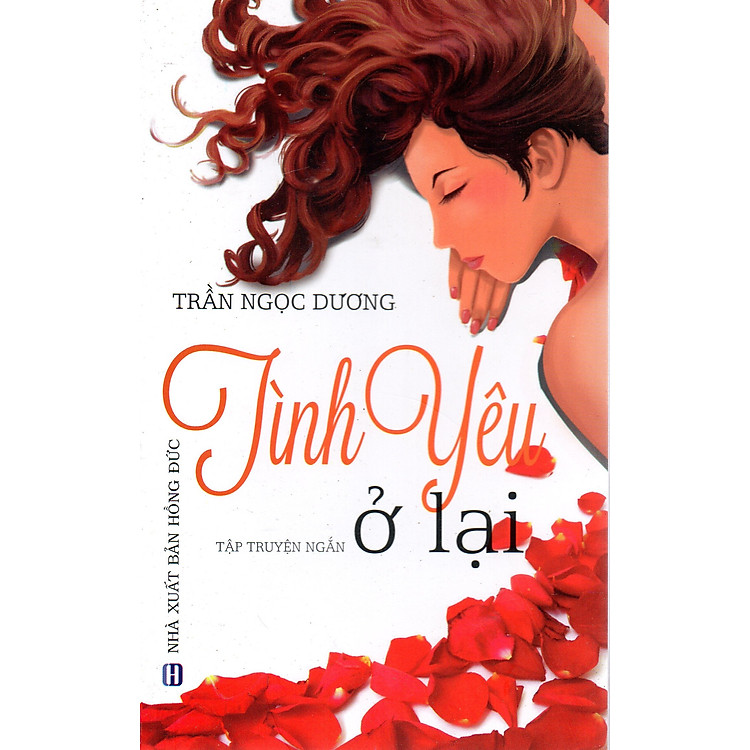 TRẦN NGỌC DƯƠNG
Tình Yêu
ở lại
TẬP TRUYỆN NGẮN
NHÀ XUẤT BẢN HỒNG ĐỨC
H